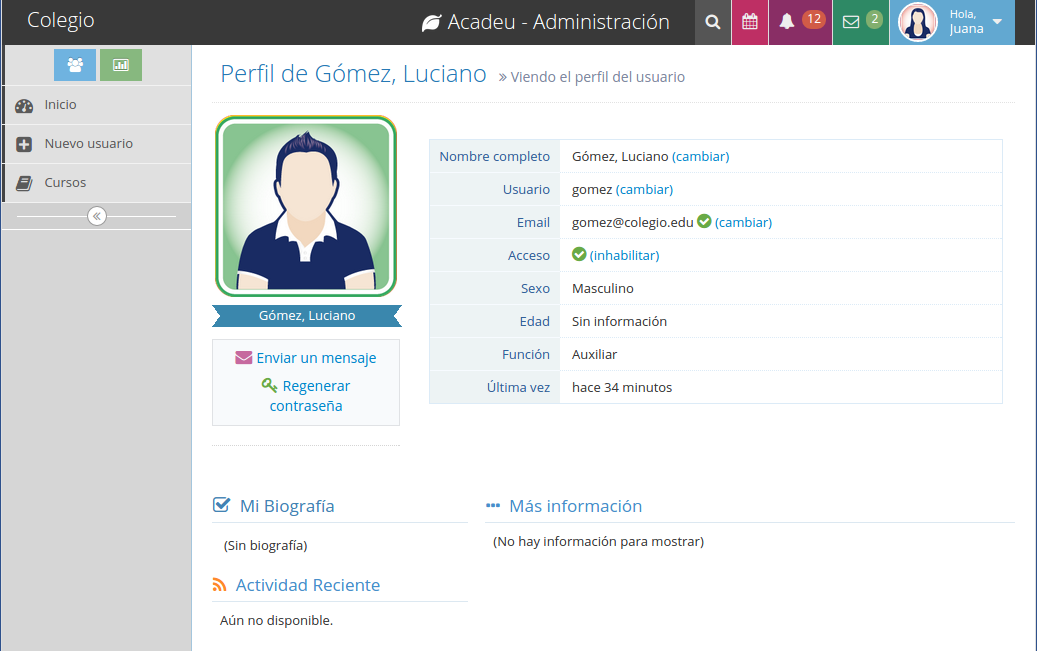 Colegio
Acadeu - Administración
12
2
Hola,
Juana
Inicio
Nuevo usuario
Cursos
Perfil de Gómez, Luciano » Viendo el perfil del usuario
Gómez, Luciano
Enviar un mensaje
Regenerar
contraseña
Nombre completo Gómez, Luciano (cambiar)
Usuario gomez (cambiar)
Email gomez@colegio.edu (cambiar)
Acceso (inhabilitar)
Sexo Masculino
Edad Sin información
Función Auxiliar
Última vez hace 34 minutos
Mi Biografía
(Sin biografía)
Más información
(No hay información para mostrar)
Actividad Reciente
Aún no disponible.